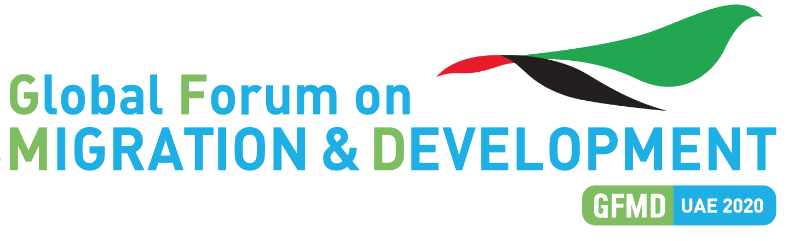 Global Forum on
MIGRATION & DEVELOPMENT
GFMD UAE 2020